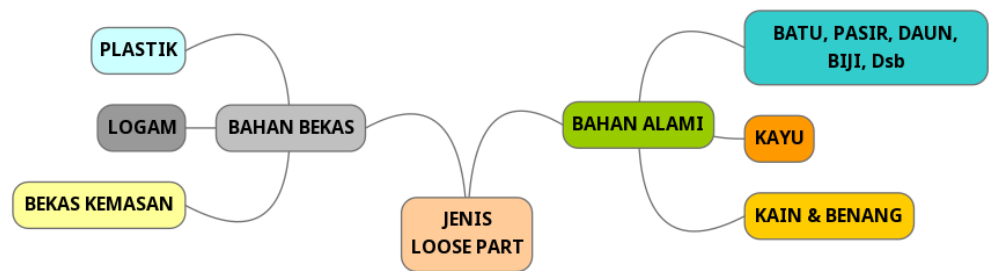 PLASTIK
LOGAM
BEKAS KEMASAN
BAHAN BEKAS
JENIS
LOOSE PART
BAHAN ALAMI
BATU, PASIR, DAUN,
BIJI, Dsb
KAYU
KAIN & BENANG